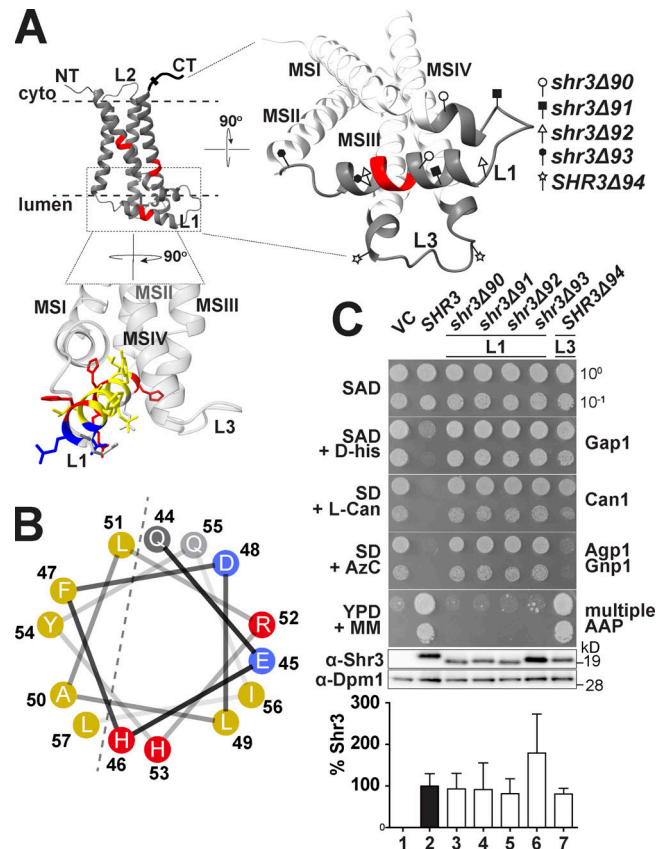 A
NT
L2
CT
cyto
lumen
90º
L1
L3
90º
MSI
MSII
MSIII
MSIV
L1
L3
MSI
MSIV
MSII
MSIII
L1
L3
shr3Δ90
shr3Δ91
shr3Δ92
shr3Δ93
SHR3Δ94
B
51
44
55
48
47
52
54
45
50
56
57
46
53
49
L
Q
Q
D
F
R
Y
E
A
I
L
H
H
L
C
VC
SHR3
shr3Δ90
shr3Δ91
shr3Δ92
shr3Δ93
SHR3Δ94
L1
L3
SAD
10⁰
10⁻¹
SAD
+ D-his
Gap1
SD
+ L-Can
Can1
SD
+ AzC
Agp1
Gnp1
YPD
+ MM
multiple
AAP
kD
α-Shr3
19
α-Dpm1
28
% Shr3
300
200
100
0
1 2 3 4 5 6 7